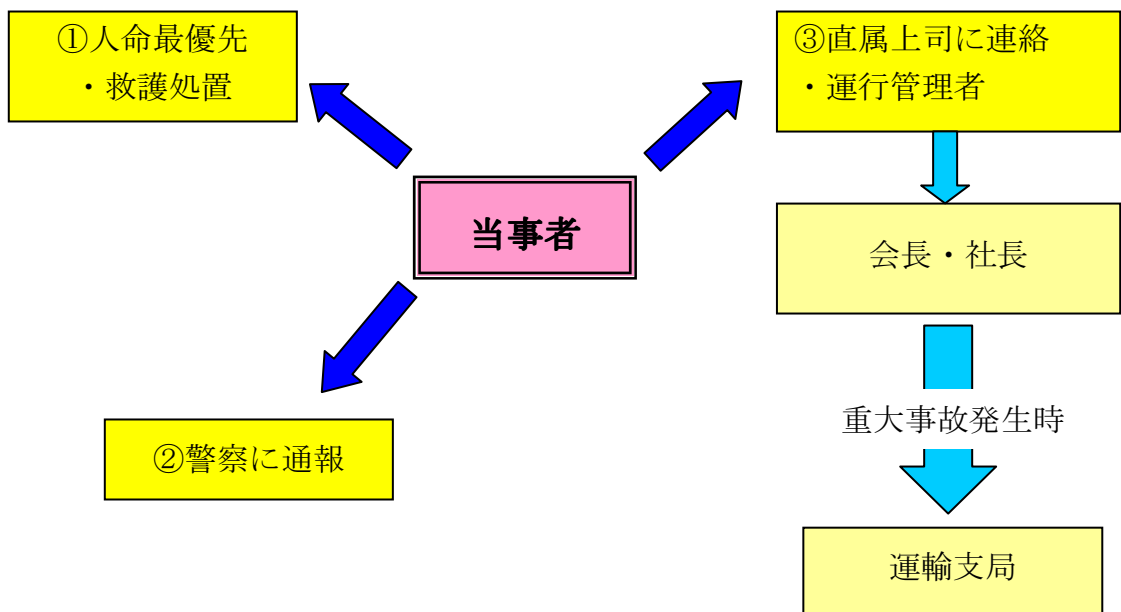 ①人命最優先
・救護処置
③直属上司に連絡
・運行管理者
当事者
会長・社長
②警察に通報
重大事故発生時
運輸支局